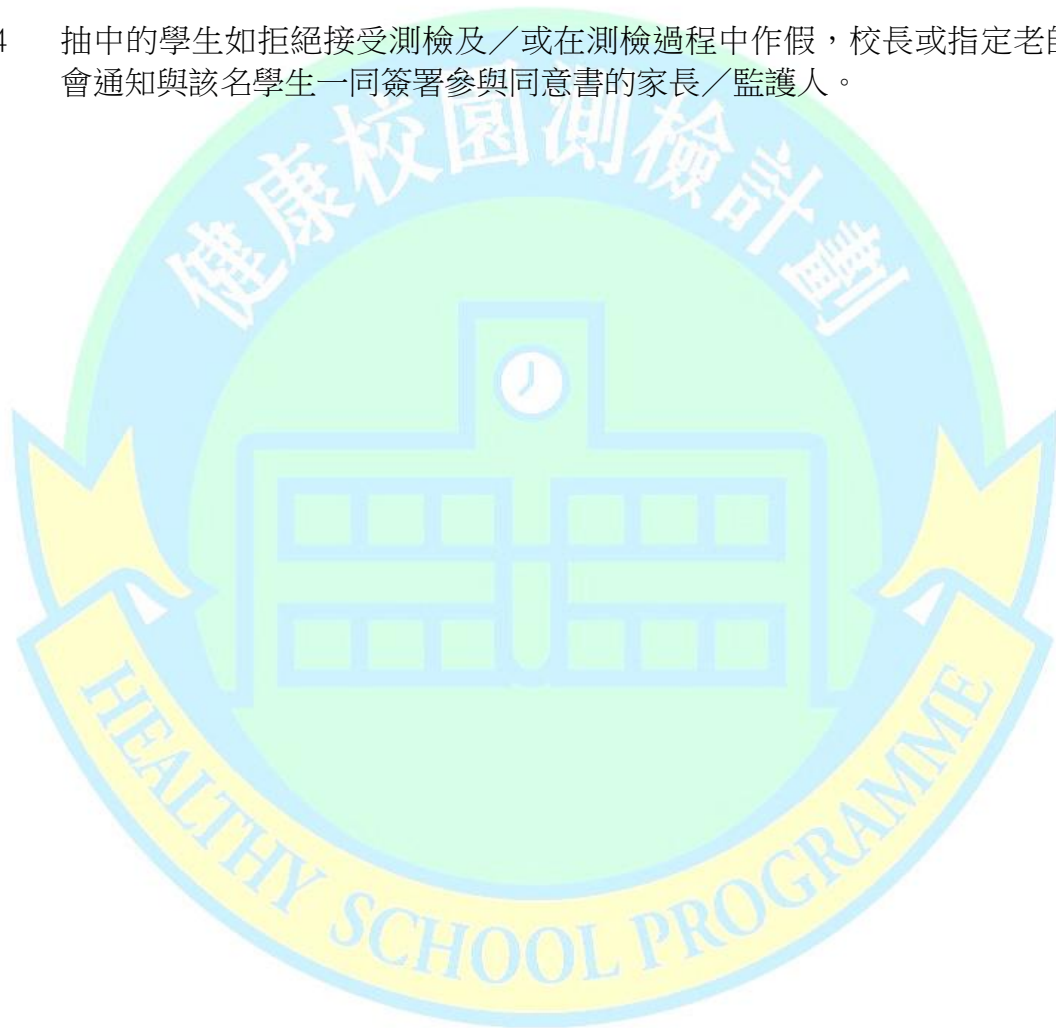 4 抽中的學生如拒絕接受測檢及／或在測檢過程中作假，校長或指定老
會通知與該名學生一同簽署參與同意書的家長／監護人。
健康校園測檢計劃
HEALTHY SCHOOL PROGRAMME